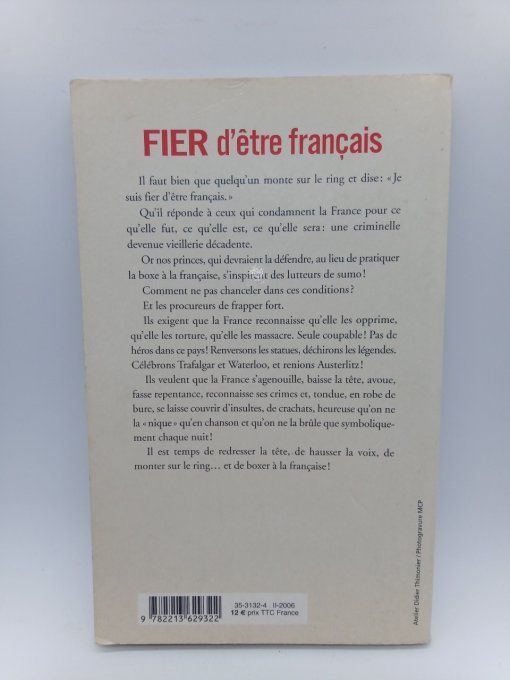 FIER d'être français
Il faut bien que quelqu'un monte sur le ring et dise : « Je
suis fier d'être français. »
Qu'il réponde à ceux qui condamnent la France pour ce
qu'elle fut, ce qu'elle est, ce qu'elle sera : une criminelle
devenue vieillerie décadente.
Or nos princes, qui devraient la défendre, au lieu de pratiquer
la boxe à la française, s'inspirent des lutteurs de sumo !
Comment ne pas chanceler dans ces conditions ?
Et les procureurs de frapper fort.
Ils exigent que la France reconnaisse qu'elle les opprime,
qu'elle les torture, qu'elle les massacre. Seule coupable ! Pas de
héros dans ce pays ! Renversons les statues, déchirons les légendes.
Célébrons Trafalgar et Waterloo, et renions Austerlitz !
Ils veulent que la France s'agenouille, baisse la tête, avoue,
fasse repentance, reconnaisse ses crimes et, tondue, en robe de
bure, se laisse couvrir d'insultes, de crachats, heureuse qu'on ne
la « nique » qu'en chanson et qu'on ne la brûle que symbolique-
ment chaque nuit !
Il est temps de redresser la tête, de hausser la voix, de
monter sur le ring... et de boxer à la française !
Atelier Didier Thimonier / Photogravure MCP
35-3132-4 II-2006
12 € prix TTC France
9 782213 629322